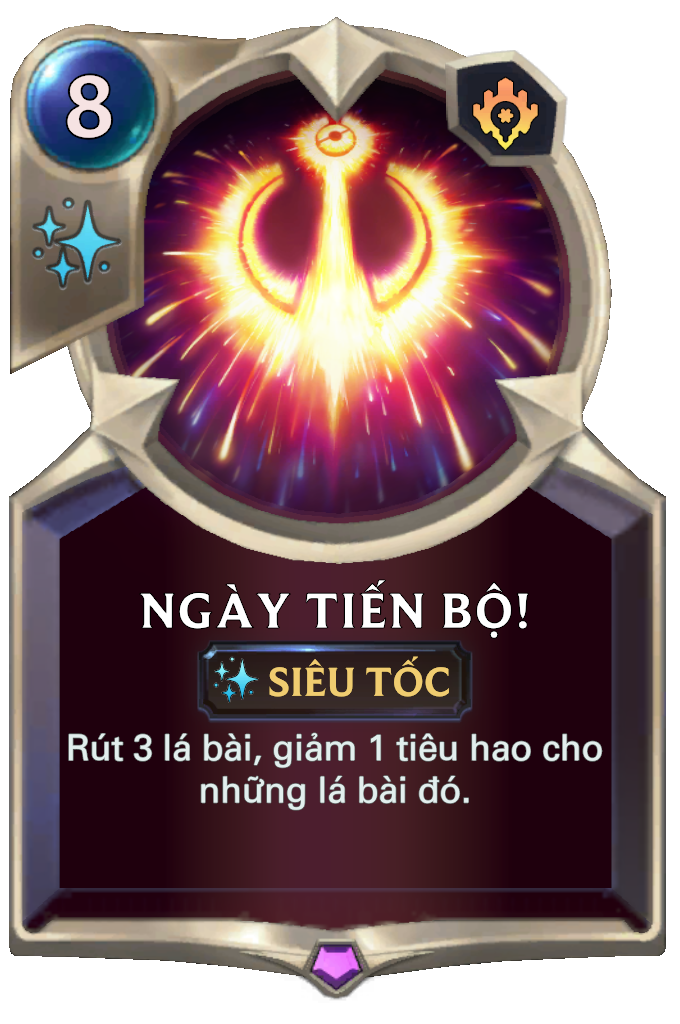 8
NGÀY TIẾN BỘ!
SIÊU TỐC
Rút 3 lá bài, giảm 1 tiêu hao cho
những lá bài đó.